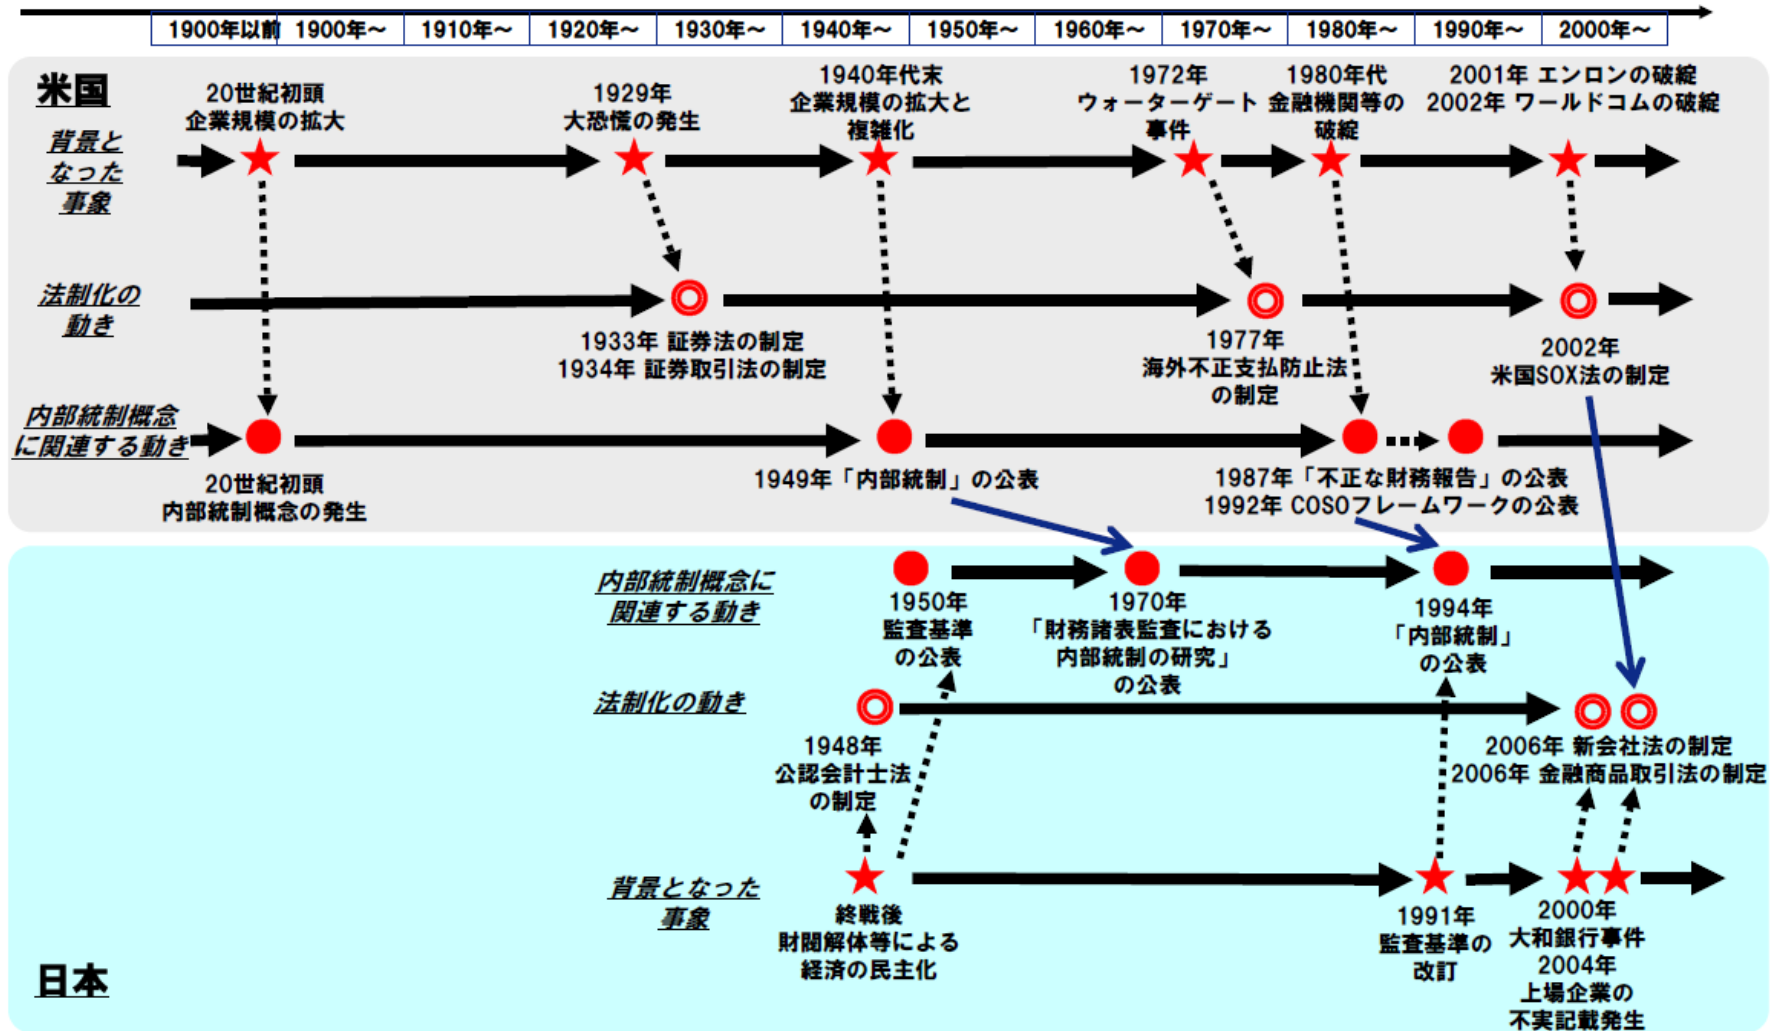 1900年以前 1900年～ 1910年～ 1920年～ 1930年～ 1940年～ 1950年～ 1960年～ 1970年～ 1980年～ 1990年～ 2000年～
米国
背景と
なった
事象
20世紀初頭
企業規模の拡大
1929年
大恐慌の発生
1940年代末
企業規模の拡大と
複雑化
1972年
ウォーターゲート
事件
1980年代
金融機関等の
破綻
2001年 エンロンの破綻
2002年 ワールドコムの破綻
法制化の
動き
1933年 証券法の制定
1934年 証券取引法の制定
1977年
海外不正支払防止法
の制定
2002年
米国SOX法の制定
内部統制概念
に関連する動き
20世紀初頭
内部統制概念の発生
1949年「内部統制」の公表
1987年「不正な財務報告」の公表
1992年 COSOフレームワークの公表
内部統制概念に
関連する動き
1950年
監査基準
の公表
1970年
「財務諸表監査における
内部統制の研究」
の公表
1994年
「内部統制」
の公表
法制化の動き
1948年
公認会計士法
の制定
2006年 新会社法の制定
2006年 金融商品取引法の制定
背景となった
事象
終戦後
財閥解体等による
経済の民主化
1991年
監査基準の
改訂
2000年
大和銀行事件
2004年
上場企業の
不実記載発生
日本